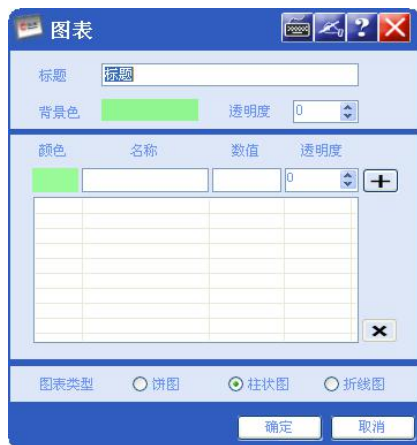 图表
标题 标题
背景色 透明度 0
颜色 名称 数值 透明度
0
图表类型 饼图 柱状图 折线图
确定 取消